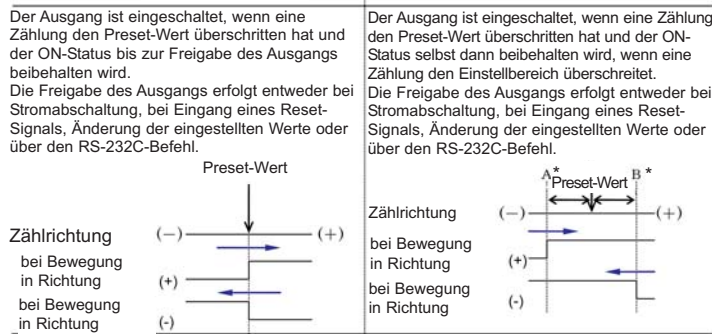 Der Ausgang ist eingeschaltet, wenn eine
Zählung den Preset-Wert überschritten hat und
der ON-Status bis zur Freigabe des Ausgangs
beibehalten wird.
Die Freigabe des Ausgangs erfolgt entweder bei
Stromabschaltung, bei Eingang eines Reset-
Signals, Änderung der eingestellten Werte oder
über den RS-232C-Befehl.
Preset-Wert
Zählrichtung
(−)
(+)
bei Bewegung
in Richtung
(+)
bei Bewegung
in Richtung
(-)
Der Ausgang ist eingeschaltet, wenn eine Zählung
den Preset-Wert überschritten hat und der ON-
Status selbst dann beibehalten wird, wenn eine
Zählung den Einstellbereich überschreitet.
Die Freigabe des Ausgangs erfolgt entweder bei
Stromabschaltung, bei Eingang eines Reset-
Signals, Änderung der eingestellten Werte oder
über den RS-232C-Befehl.
A* B *
Preset-Wert
Zählrichtung
(−)
(+)
bei Bewegung
in Richtung
(+)
bei Bewegung
in Richtung
(-)